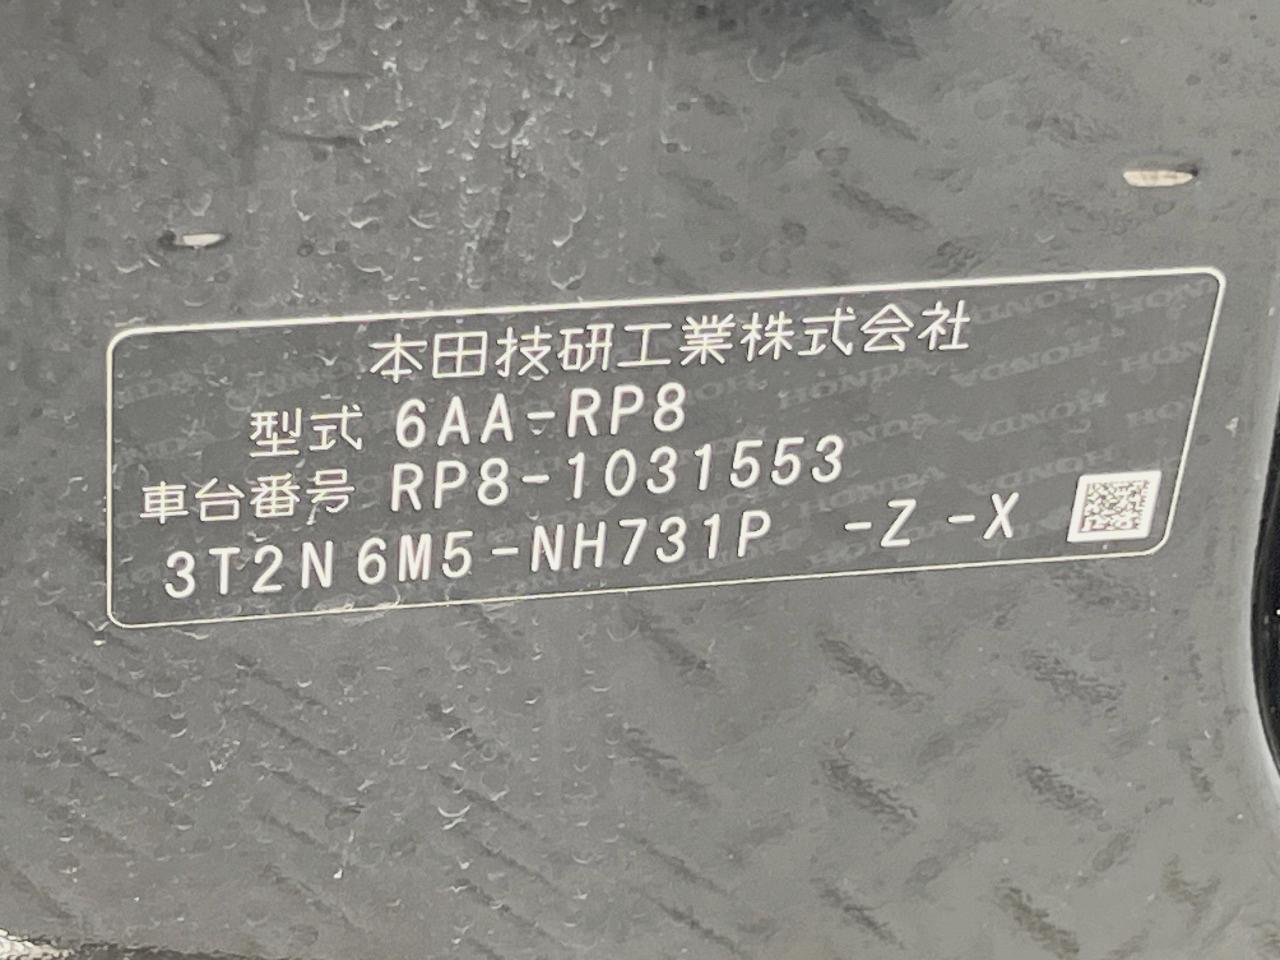 本田技研工業株式会社
型式 6AA-RP8
車台番号 RP8-1031553
3T2N6M5-NH731P -Z -X